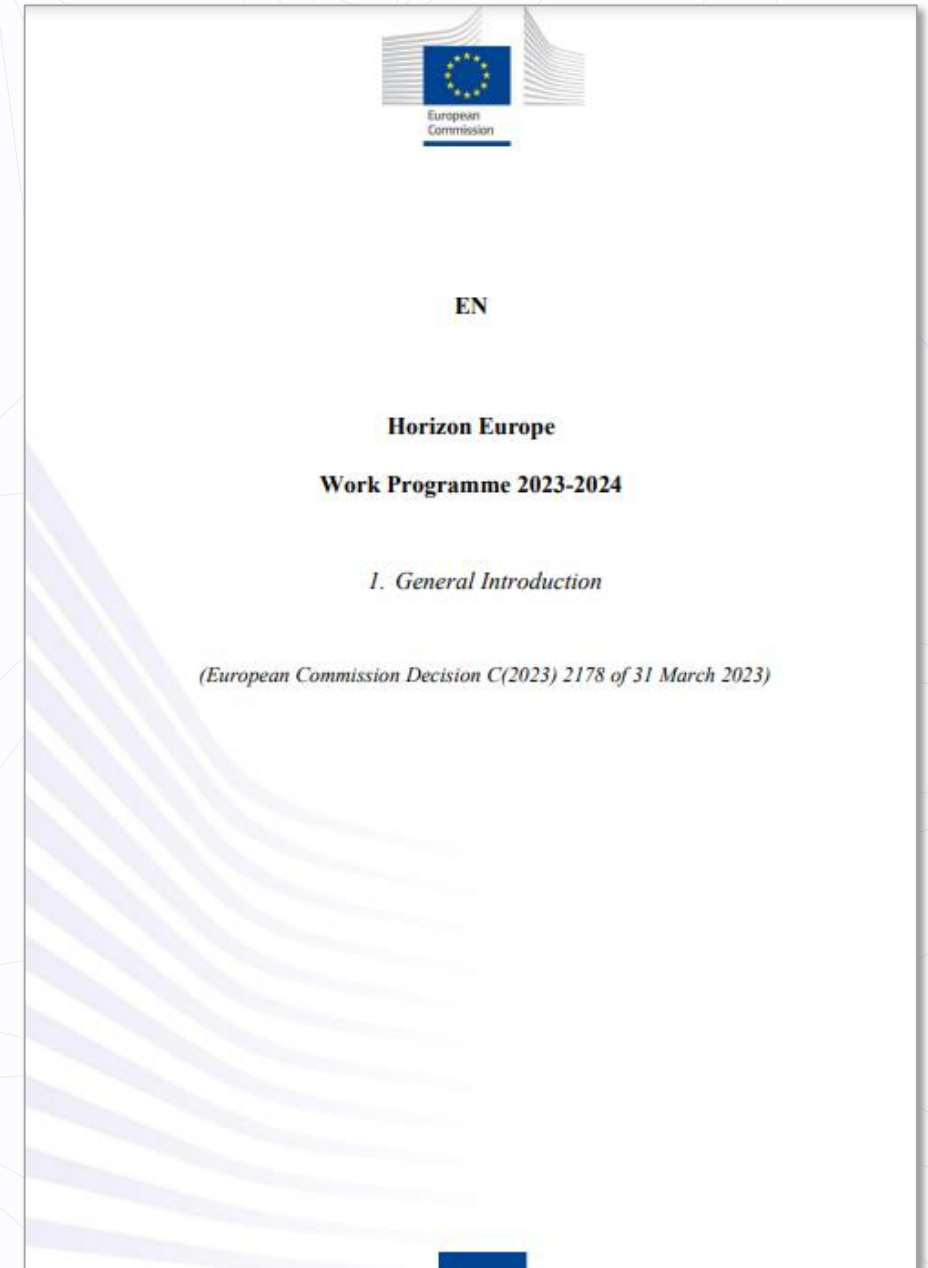 European
Commission
EN
Horizon Europe
Work Programme 2023-2024
1. General Introduction
(European Commission Decision C(2023) 2178 of 31 March 2023)